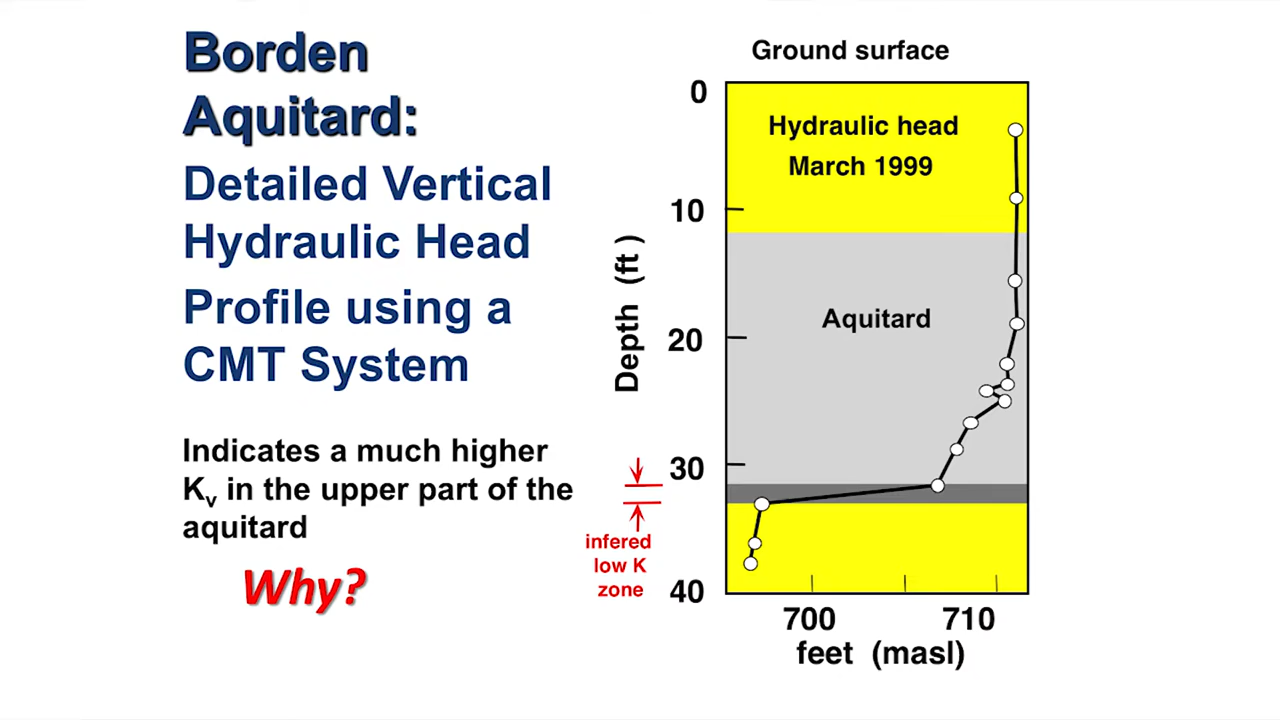 Borden
Aquitard:
Detailed Vertical
Hydraulic Head
Profile using a
CMT System
Indicates a much higher
Kv in the upper part of the
aquitard
Why?
Ground surface
Hydraulic head
March 1999
Aquitard
Depth (ft)
0
10
20
30
40
infered
low K
zone
700 710
feet (masl)